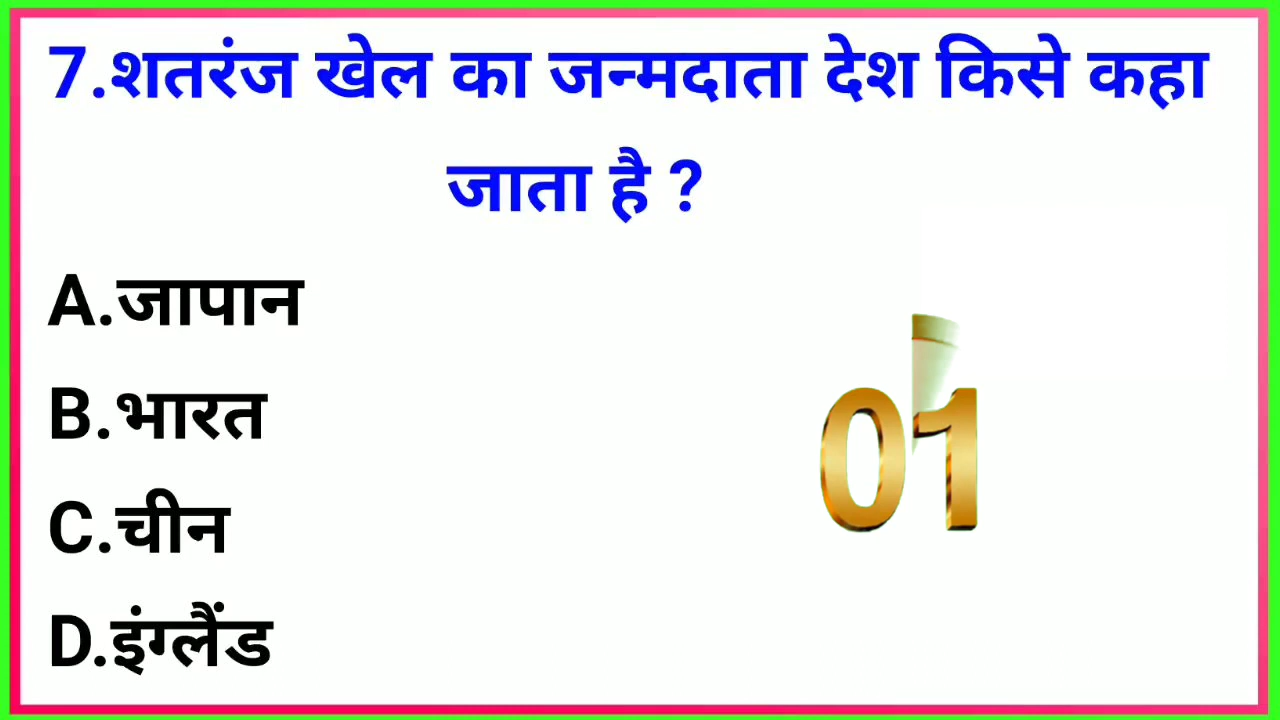 7.शतरंज खेल का जन्मदाता देश किसे कहा
जाता है ?
A.जापान
B.भारत
01
C.चीन
D.इंग्लैंड